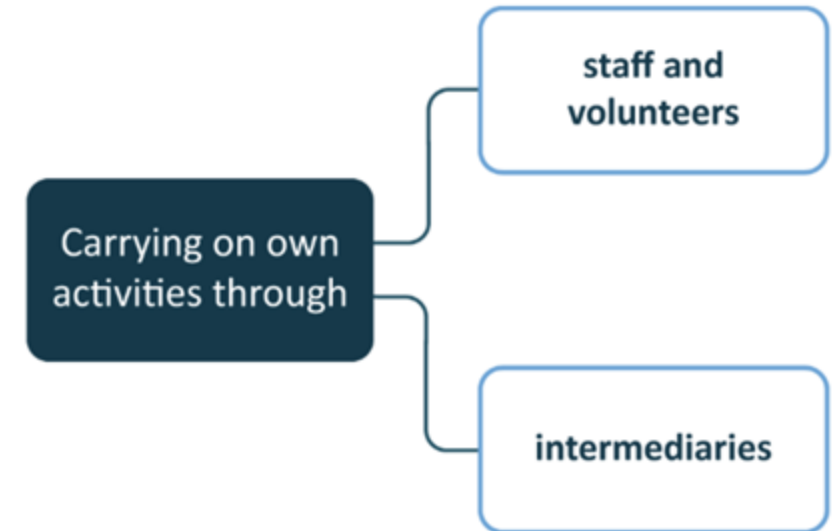 staff and
volunteers
Carrying on own
activities through
intermediaries